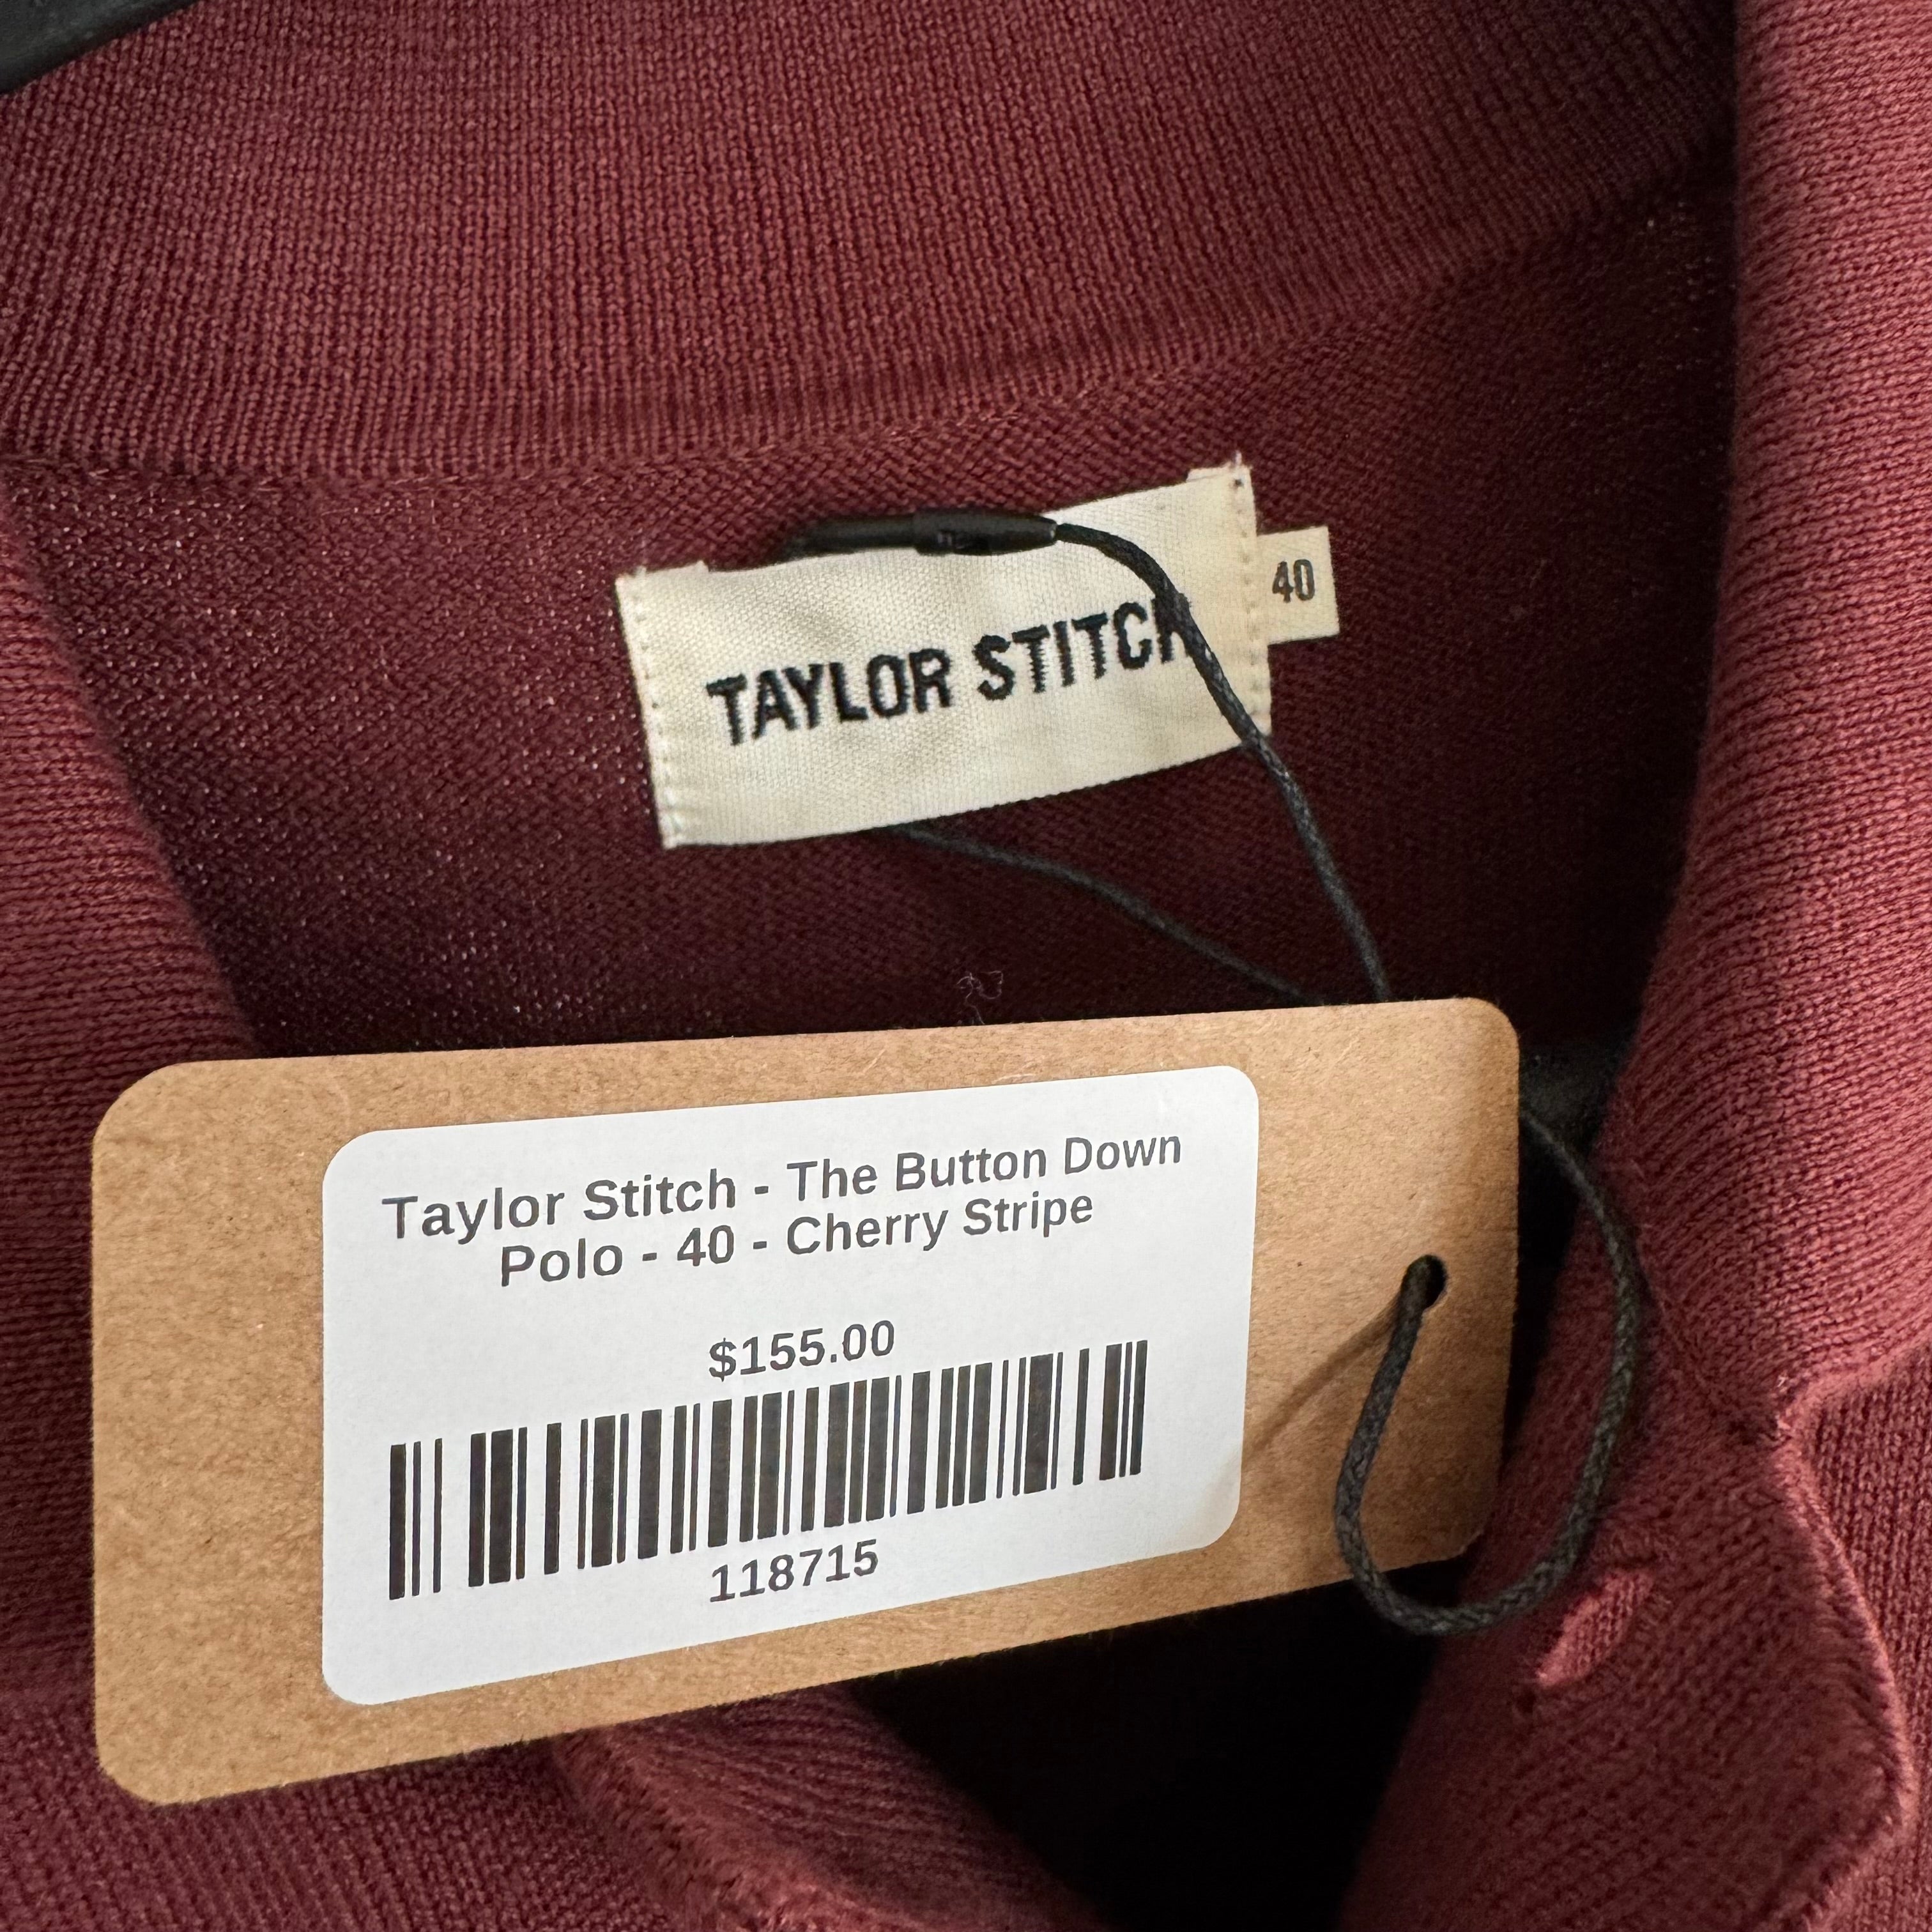 TAYLOR STITCH
40
Taylor Stitch - The Button Down
Polo - 40 - Cherry Stripe
$155.00
118715